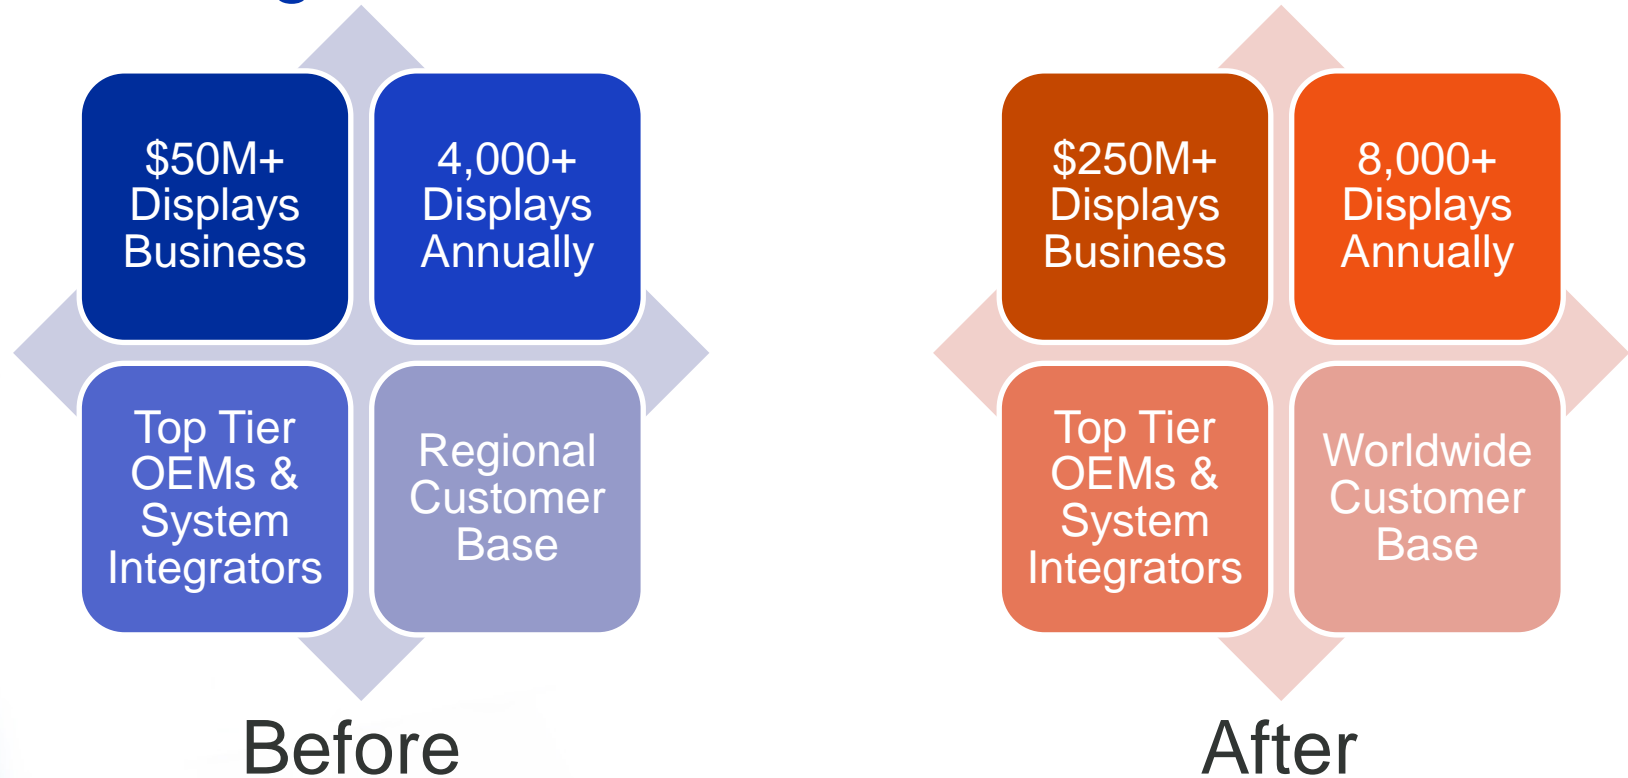 $50M+
Displays
Business
4,000+
Displays
Annually
Top Tier
OEMs &
System
Integrators
Regional
Customer
Base
Before
$250M+
Displays
Business
8,000+
Displays
Annually
Top Tier
OEMs &
System
Integrators
Worldwide
Customer
Base
After